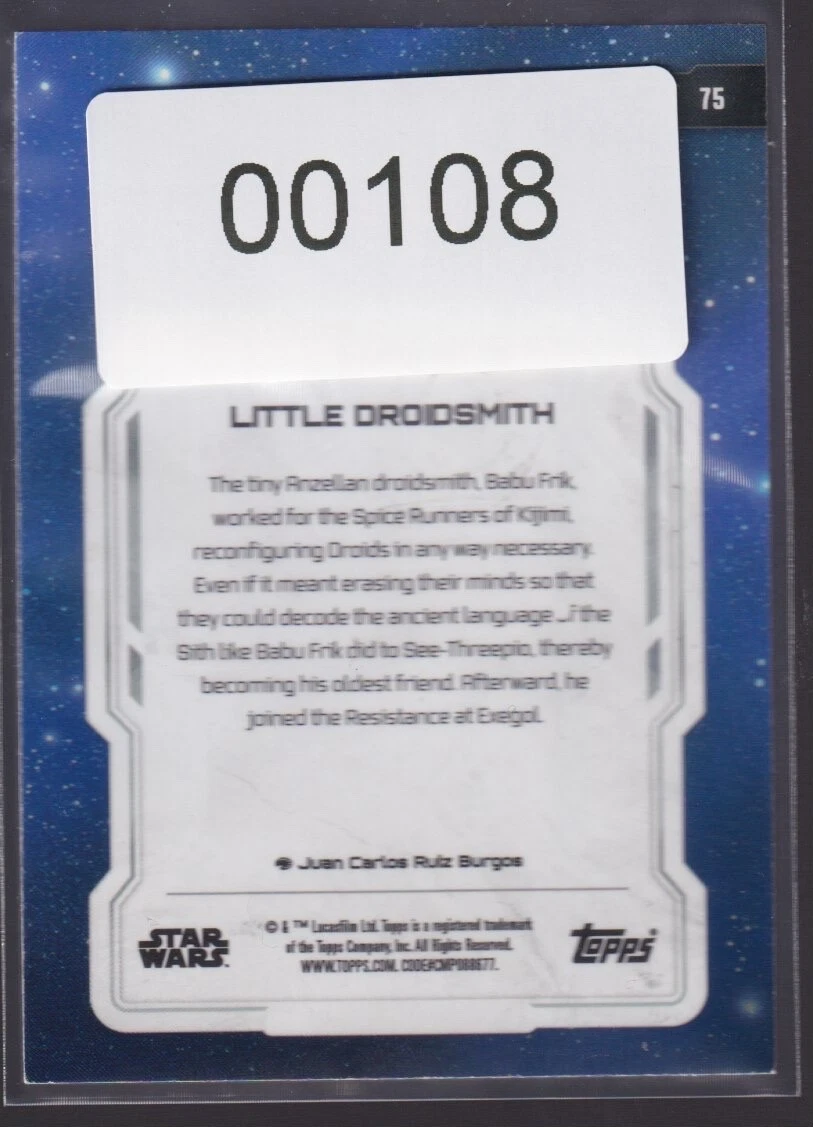 75
00108
LITTLE DROIDSMITH
The tiny Anzellan droidsmith, Babu Frik,
worked for the Spice Runners of Kijimi,
reconfiguring Droids in any way necessary.
Even if it meant erasing their minds so that
they could decode the ancient language the
Sith like Babu Frik did to See-Threepio, thereby
becoming his oldest friend. Afterward, he
joined the Resistance at Exegol.
Juan Carlos Ruiz Burgos
STAR
WARS
© & ™ Lucasfilm Ltd. Topps is a registered trademark
of the Topps Company, Inc. All Rights Reserved.
WWW.TOPPS.COM. CODE#CMP088677.
topps